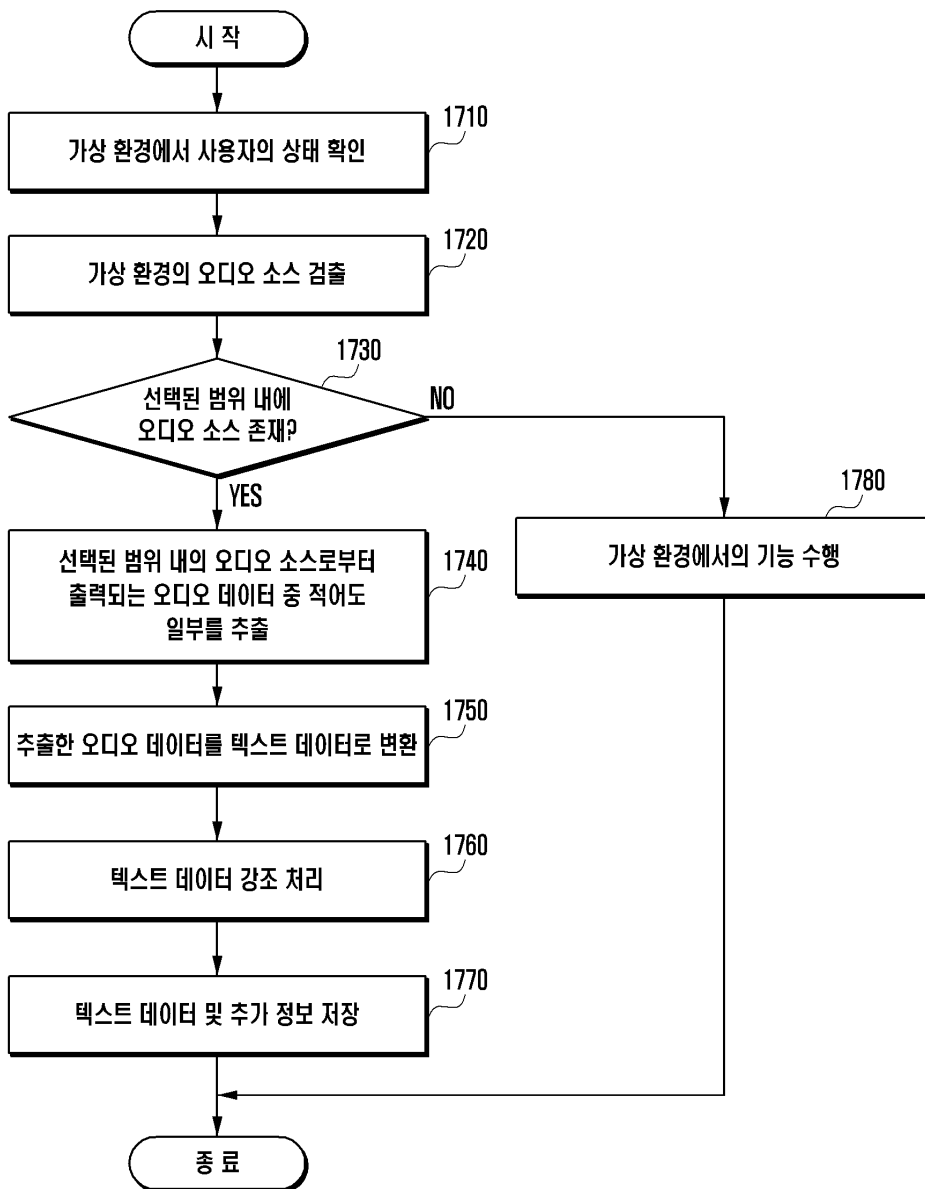 시 작
1710
가상 환경에서 사용자의 상태 확인
1720
가상 환경의 오디오 소스 검출
1730
선택된 범위 내에
오디오 소스 존재?
NO
YES
1740
선택된 범위 내의 오디오 소스로부터
출력되는 오디오 데이터 중 적어도
일부를 추출
1780
가상 환경에서의 기능 수행
1750
추출한 오디오 데이터를 텍스트 데이터로 변환
1760
텍스트 데이터 강조 처리
1770
텍스트 데이터 및 추가 정보 저장
종 료